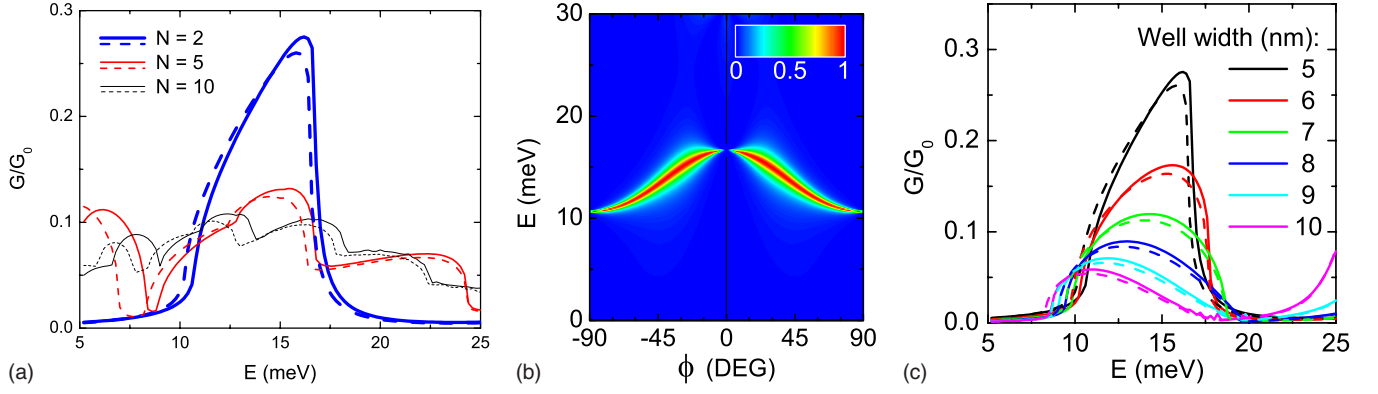 0.3
0.2
0.1
0.0
G/G0
N = 2
N = 5
N = 10
5 10 15 20 25
E (meV)
(a)
30
20
10
0
E (meV)
0 0.5 1
-90 -45 0 45 90
ϕ (DEG)
(b)
0.3
0.2
0.1
0.0
G/G0
Well width (nm):
5
6
7
8
9
10
5 10 15 20 25
E (meV)
(c)